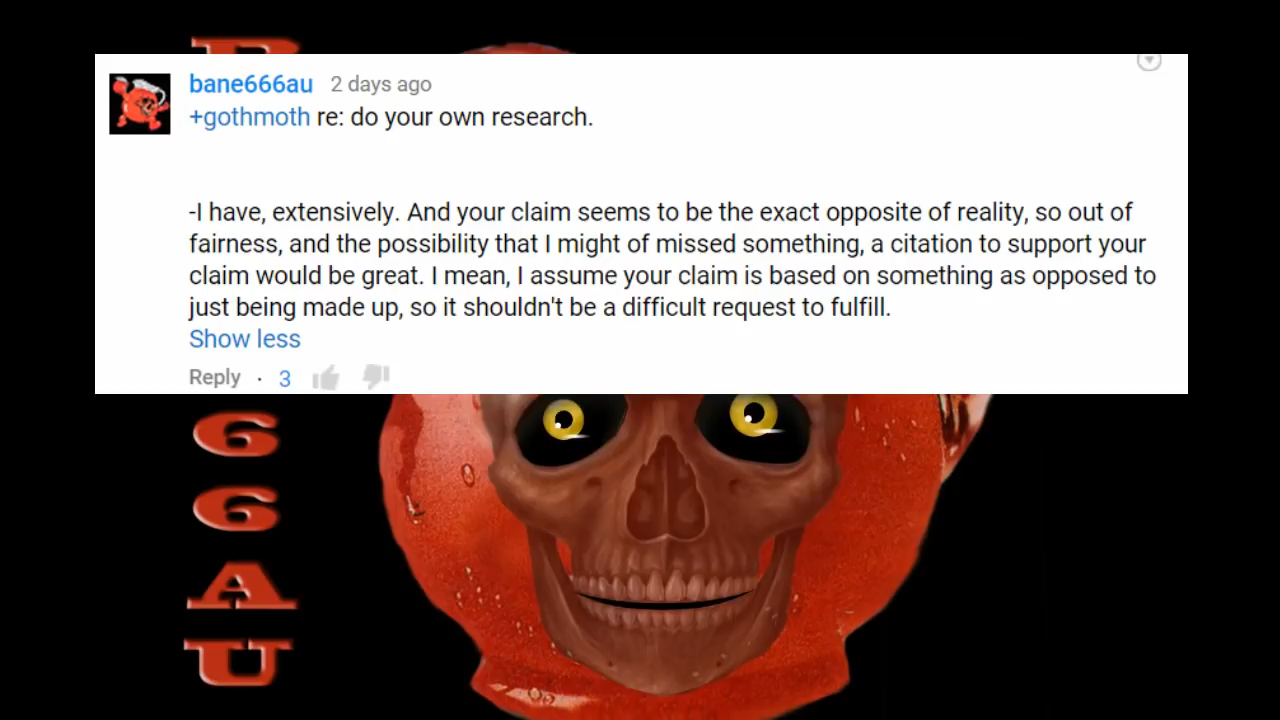 bane666au 2 days ago
+gothmoth re: do your own research.
-I have, extensively. And your claim seems to be the exact opposite of reality, so out of
fairness, and the possibility that I might of missed something, a citation to support your
claim would be great. I mean, I assume your claim is based on something as opposed to
just being made up, so it shouldn't be a difficult request to fulfill.
Show less
Reply · 3
6
6
A
U